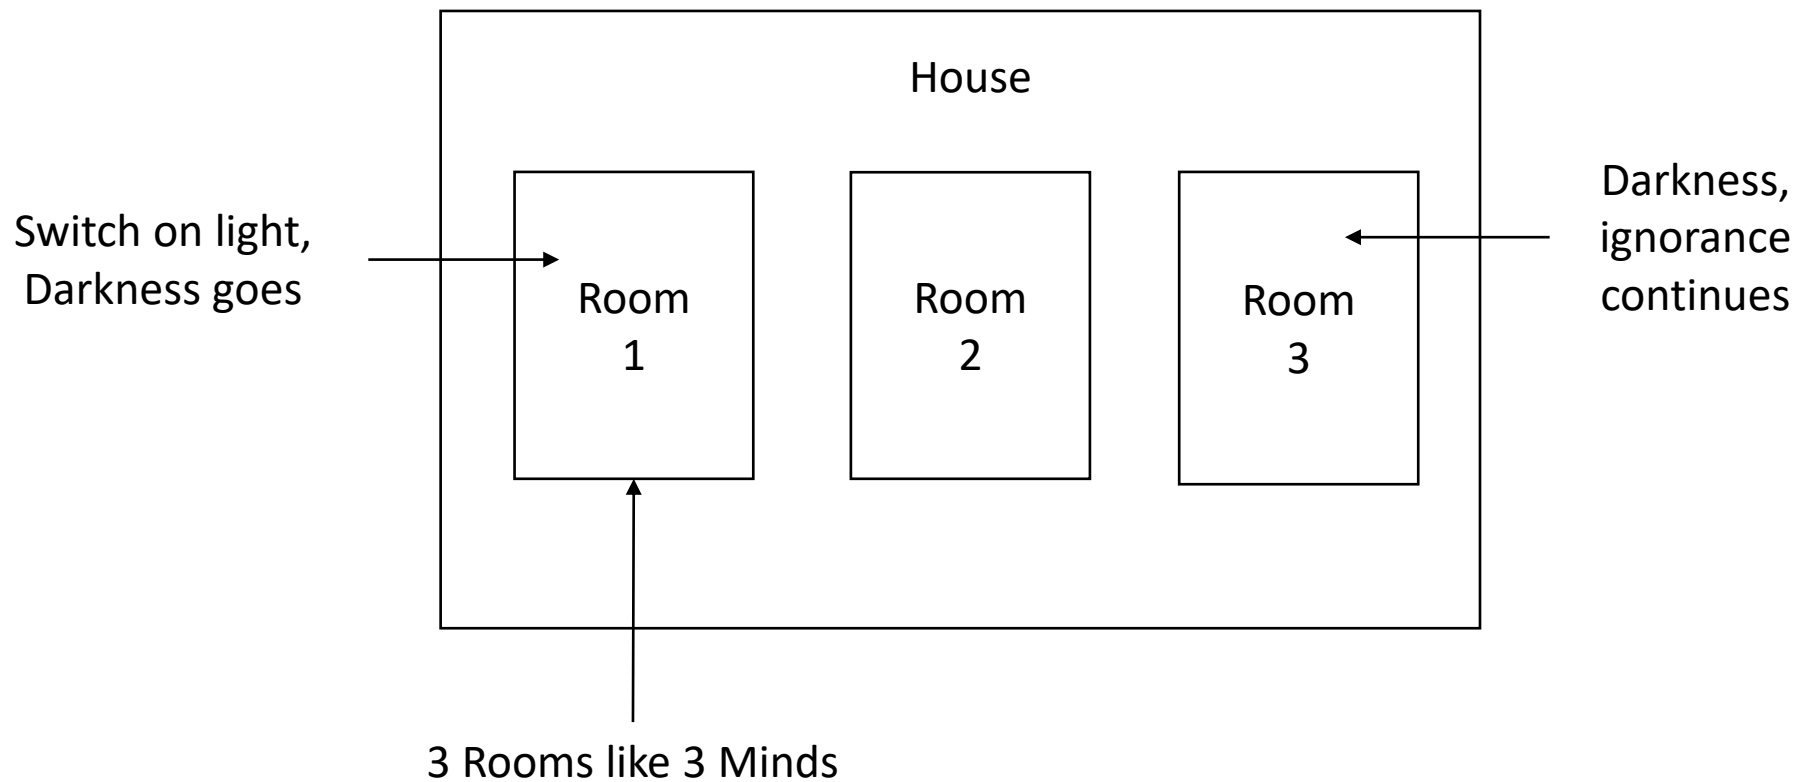 House
Switch on light,
Darkness goes
Room
1
Room
2
Room
3
Darkness,
ignorance
continues
3 Rooms like 3 Minds